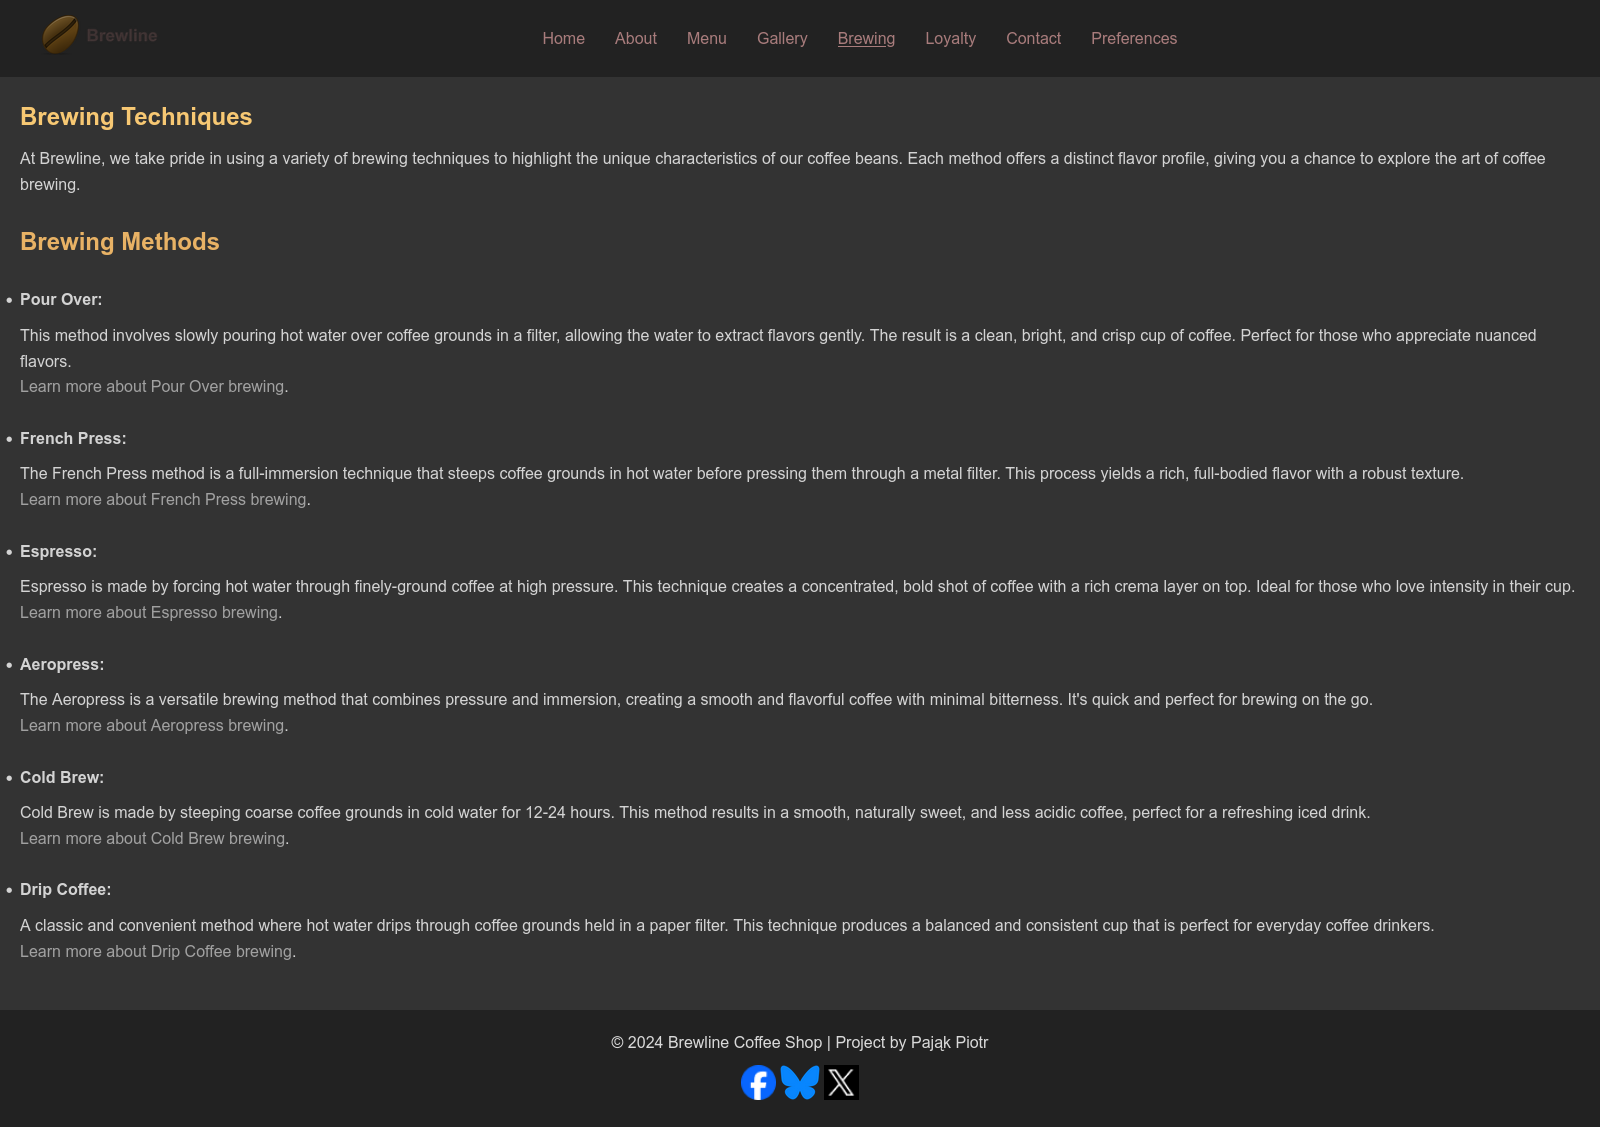 Brewline
Home About Menu Gallery Brewing Loyalty Contact Preferences
Brewing Techniques
At Brewline, we take pride in using a variety of brewing techniques to highlight the unique characteristics of our coffee beans. Each method offers a distinct flavor profile, giving you a chance to explore the art of coffee
brewing.
Brewing Methods
• Pour Over:
This method involves slowly pouring hot water over coffee grounds in a filter, allowing the water to extract flavors gently. The result is a clean, bright, and crisp cup of coffee. Perfect for those who appreciate nuanced
flavors.
Learn more about Pour Over brewing.
• French Press:
The French Press method is a full-immersion technique that steeps coffee grounds in hot water before pressing them through a metal filter. This process yields a rich, full-bodied flavor with a robust texture.
Learn more about French Press brewing.
• Espresso:
Espresso is made by forcing hot water through finely-ground coffee at high pressure. This technique creates a concentrated, bold shot of coffee with a rich crema layer on top. Ideal for those who love intensity in their cup.
Learn more about Espresso brewing.
• Aeropress:
The Aeropress is a versatile brewing method that combines pressure and immersion, creating a smooth and flavorful coffee with minimal bitterness. It's quick and perfect for brewing on the go.
Learn more about Aeropress brewing.
• Cold Brew:
Cold Brew is made by steeping coarse coffee grounds in cold water for 12-24 hours. This method results in a smooth, naturally sweet, and less acidic coffee, perfect for a refreshing iced drink.
Learn more about Cold Brew brewing.
• Drip Coffee:
A classic and convenient method where hot water drips through coffee grounds held in a paper filter. This technique produces a balanced and consistent cup that is perfect for everyday coffee drinkers.
Learn more about Drip Coffee brewing.
© 2024 Brewline Coffee Shop | Project by Pająk Piotr